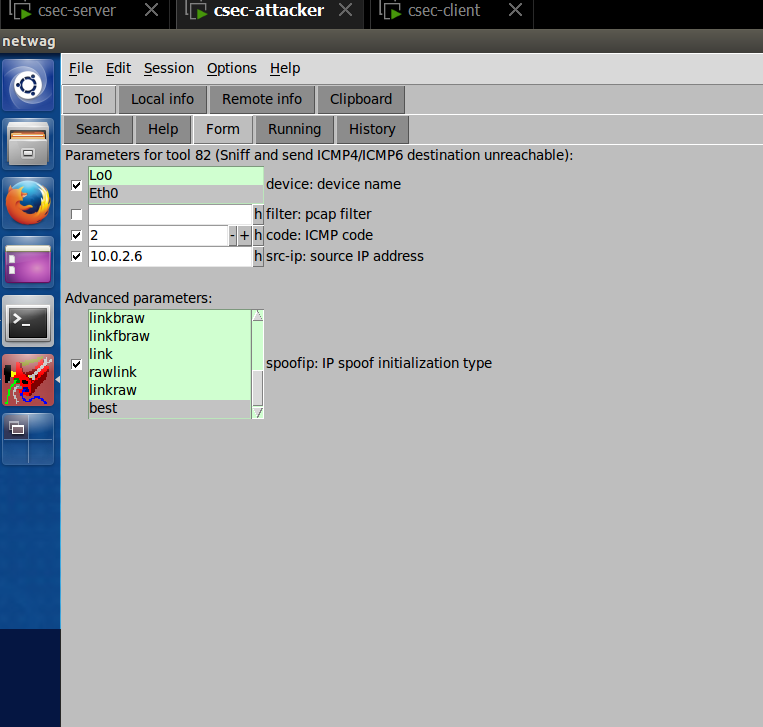 csec-server csec-attacker csec-client
netwag
File Edit Session Options Help
Tool Local info Remote info Clipboard
Search Help Form Running History
Parameters for tool 82 (Sniff and send ICMP4/ICMP6 destination unreachable):
Lo0
Eth0
device: device name
h filter: pcap filter
2 - + h code: ICMP code
10.0.2.6 h src-ip: source IP address
Advanced parameters:
linkbraw
linkfbraw
link
rawlink
linkraw
best
spoofip: IP spoof initialization type